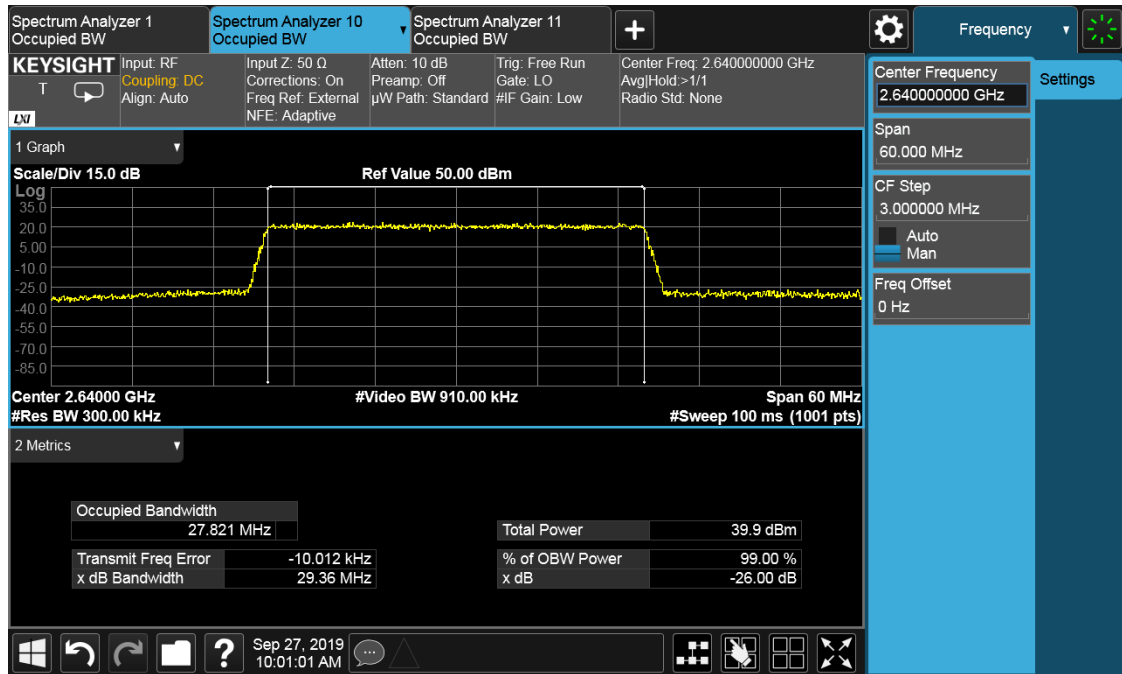 Spectrum Analyzer 1
Occupied BW
Spectrum Analyzer 10
Occupied BW
Spectrum Analyzer 11
Occupied BW
Frequency
KEYSIGHT
T
LXI
Input: RF
Coupling: DC
Align: Auto
Input Z: 50 Ω
Corrections: On
Freq Ref: External
NFE: Adaptive
Atten: 10 dB
Preamp: Off
µW Path: Standard
Trig: Free Run
Gate: LO
#IF Gain: Low
Center Freq: 2.640000000 GHz
Avg|Hold:>1/1
Radio Std: None
Center Frequency
2.640000000 GHz
Settings
Span
60.000 MHz
CF Step
3.000000 MHz
Auto
Man
Freq Offset
0 Hz
1 Graph
Scale/Div 15.0 dB
Ref Value 50.00 dBm
Log
35.0
20.0
5.00
-10.0
-25.0
-40.0
-55.0
-70.0
-85.0
Center 2.64000 GHz
#Video BW 910.00 kHz
Span 60 MHz
#Res BW 300.00 kHz
#Sweep 100 ms (1001 pts)
2 Metrics
Occupied Bandwidth
27.821 MHz
Total Power 39.9 dBm
Transmit Freq Error -10.012 kHz
% of OBW Power 99.00 %
x dB Bandwidth 29.36 MHz
x dB -26.00 dB
?
Sep 27, 2019
10:01:01 AM